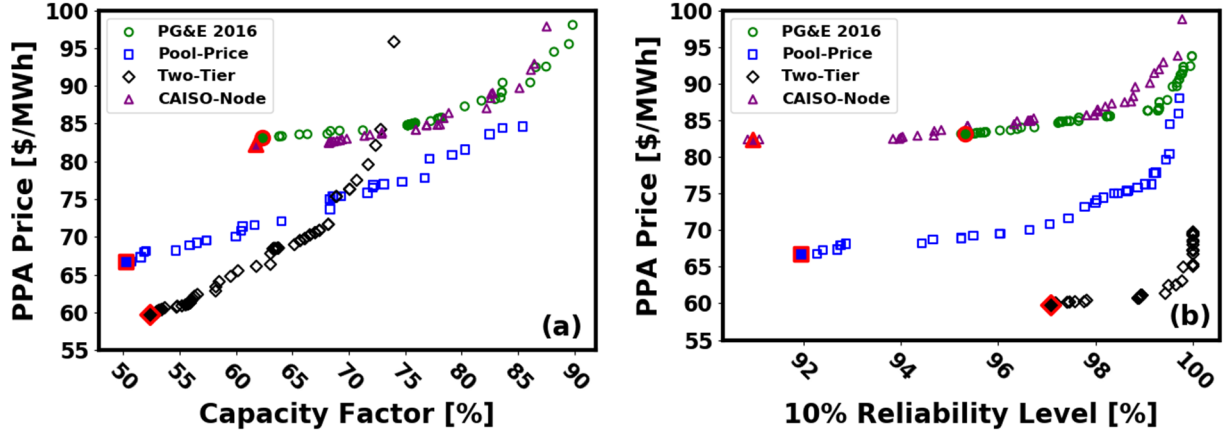 100
95
90
85
80
75
70
65
60
55
PPA Price [$/MWh]
PG&E 2016
Pool-Price
Two-Tier
CAISO-Node
(a)
50 55 60 65 70 75 80 85 90
Capacity Factor [%]
100
95
90
85
80
75
70
65
60
55
PPA Price [$/MWh]
PG&E 2016
Pool-Price
Two-Tier
CAISO-Node
(b)
92 94 96 98 100
10% Reliability Level [%]